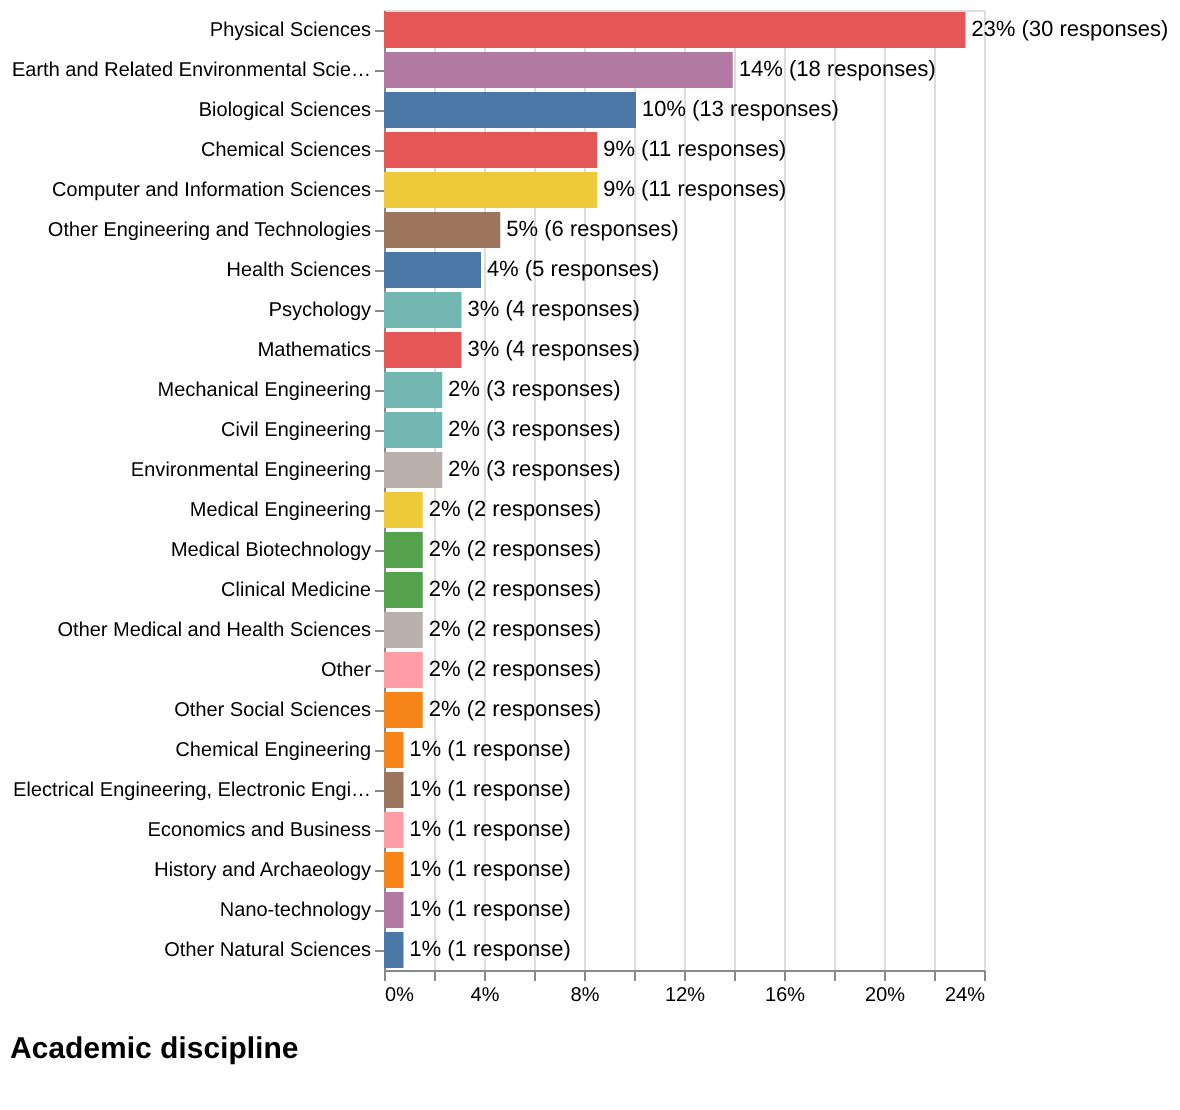 Physical Sciences 23% (30 responses)
Earth and Related Environmental Scie… 14% (18 responses)
Biological Sciences 10% (13 responses)
Chemical Sciences 9% (11 responses)
Computer and Information Sciences 9% (11 responses)
Other Engineering and Technologies 5% (6 responses)
Health Sciences 4% (5 responses)
Psychology 3% (4 responses)
Mathematics 3% (4 responses)
Mechanical Engineering 2% (3 responses)
Civil Engineering 2% (3 responses)
Environmental Engineering 2% (3 responses)
Medical Engineering 2% (2 responses)
Medical Biotechnology 2% (2 responses)
Clinical Medicine 2% (2 responses)
Other Medical and Health Sciences 2% (2 responses)
Other 2% (2 responses)
Other Social Sciences 2% (2 responses)
Chemical Engineering 1% (1 response)
Electrical Engineering, Electronic Engi… 1% (1 response)
Economics and Business 1% (1 response)
History and Archaeology 1% (1 response)
Nano-technology 1% (1 response)
Other Natural Sciences 1% (1 response)
0% 4% 8% 12% 16% 20% 24%
Academic discipline